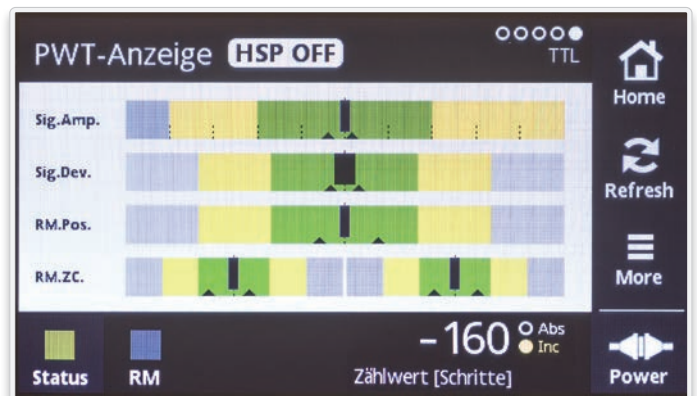 PWT-Anzeige HSP OFF
TTL
Home
Sig.Amp.
Sig.Dev.
Refresh
RM.Pos.
RM.ZC.
More
-160 Abs
Inc
Status RM Zählwert [Schritte] Power